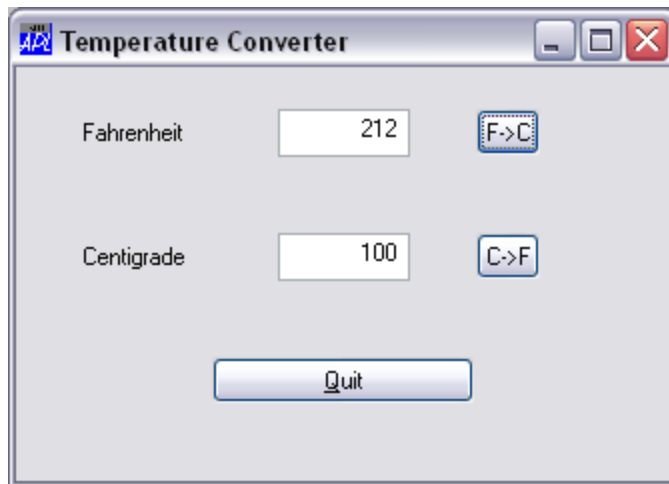 Temperature Converter
Fahrenheit 212 F->C
Centigrade 100 C->F
Quit